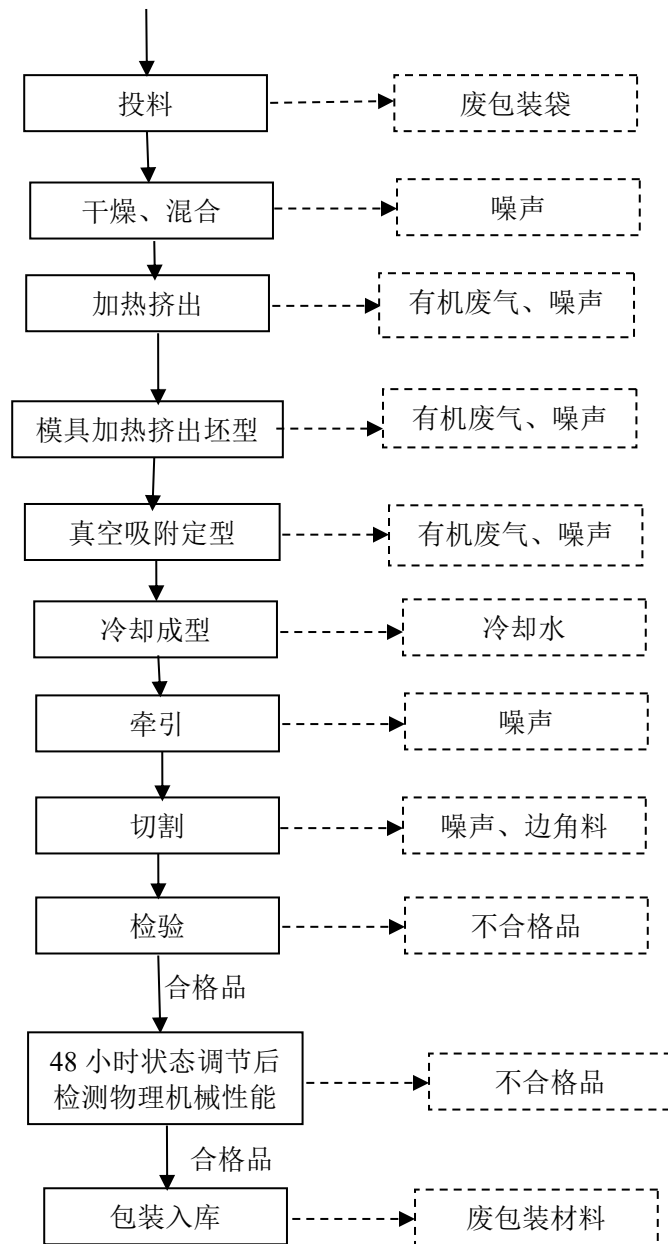 投料
废包装袋
干燥、混合
噪声
加热挤出
有机废气、噪声
模具加热挤出坯型
有机废气、噪声
真空吸附定型
有机废气、噪声
冷却成型
冷却水
牵引
噪声
切割
噪声、边角料
检验
不合格品
合格品
48 小时状态调节后
检测物理机械性能
不合格品
合格品
包装入库
废包装材料